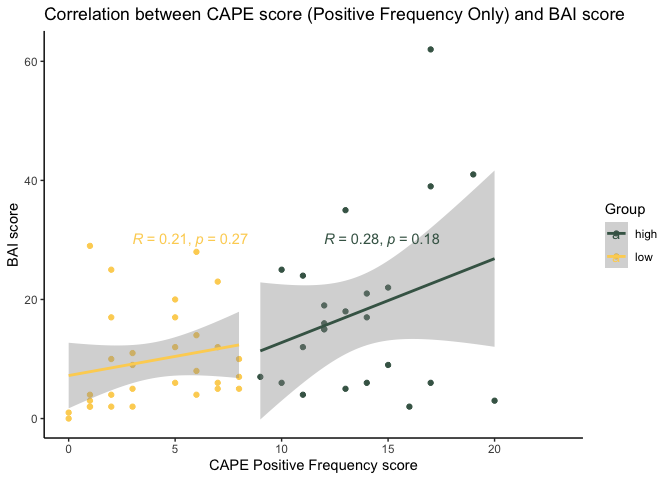 Correlation between CAPE score (Positive Frequency Only) and BAI score
60
40
20
0
BAI score
R = 0.21, p = 0.27
R = 0.28, p = 0.18
0
5
10
15
20
CAPE Positive Frequency score
Group
a high
low